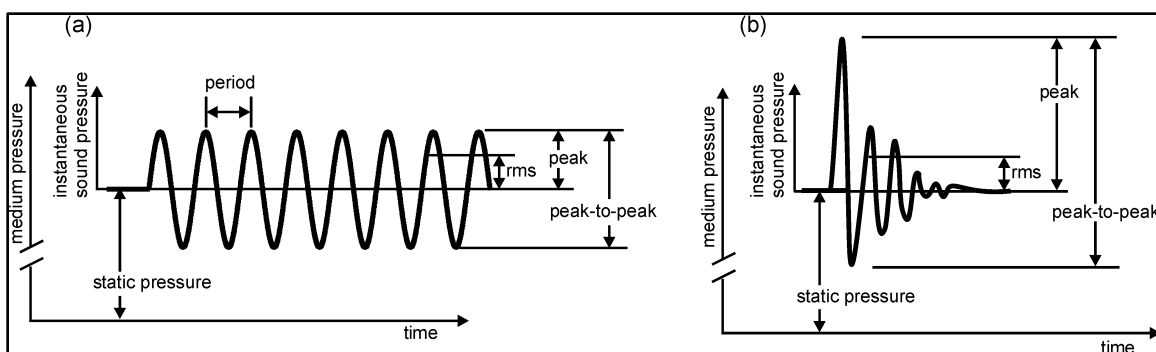 (a)
medium pressure
instantaneous
sound pressure
period
peak
rms
peak-to-peak
static pressure
time
(b)
medium pressure
instantaneous
sound pressure
peak
rms
peak-to-peak
static pressure
time